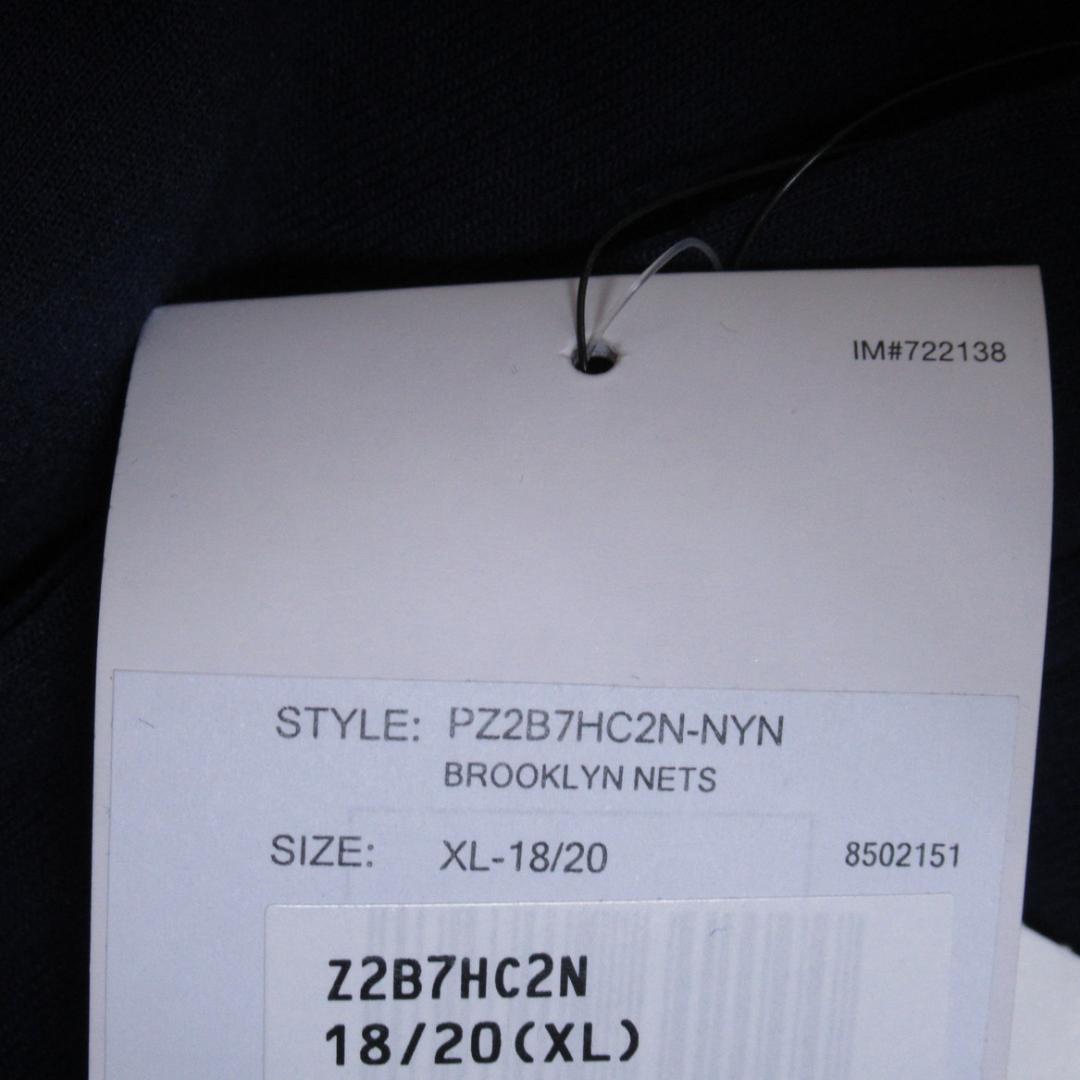 IM#722138
STYLE: PZ2B7HC2N-NYN
BROOKLYN NETS
SIZE: XL-18/20 8502151
Z2B7HC2N
18/20(XL)